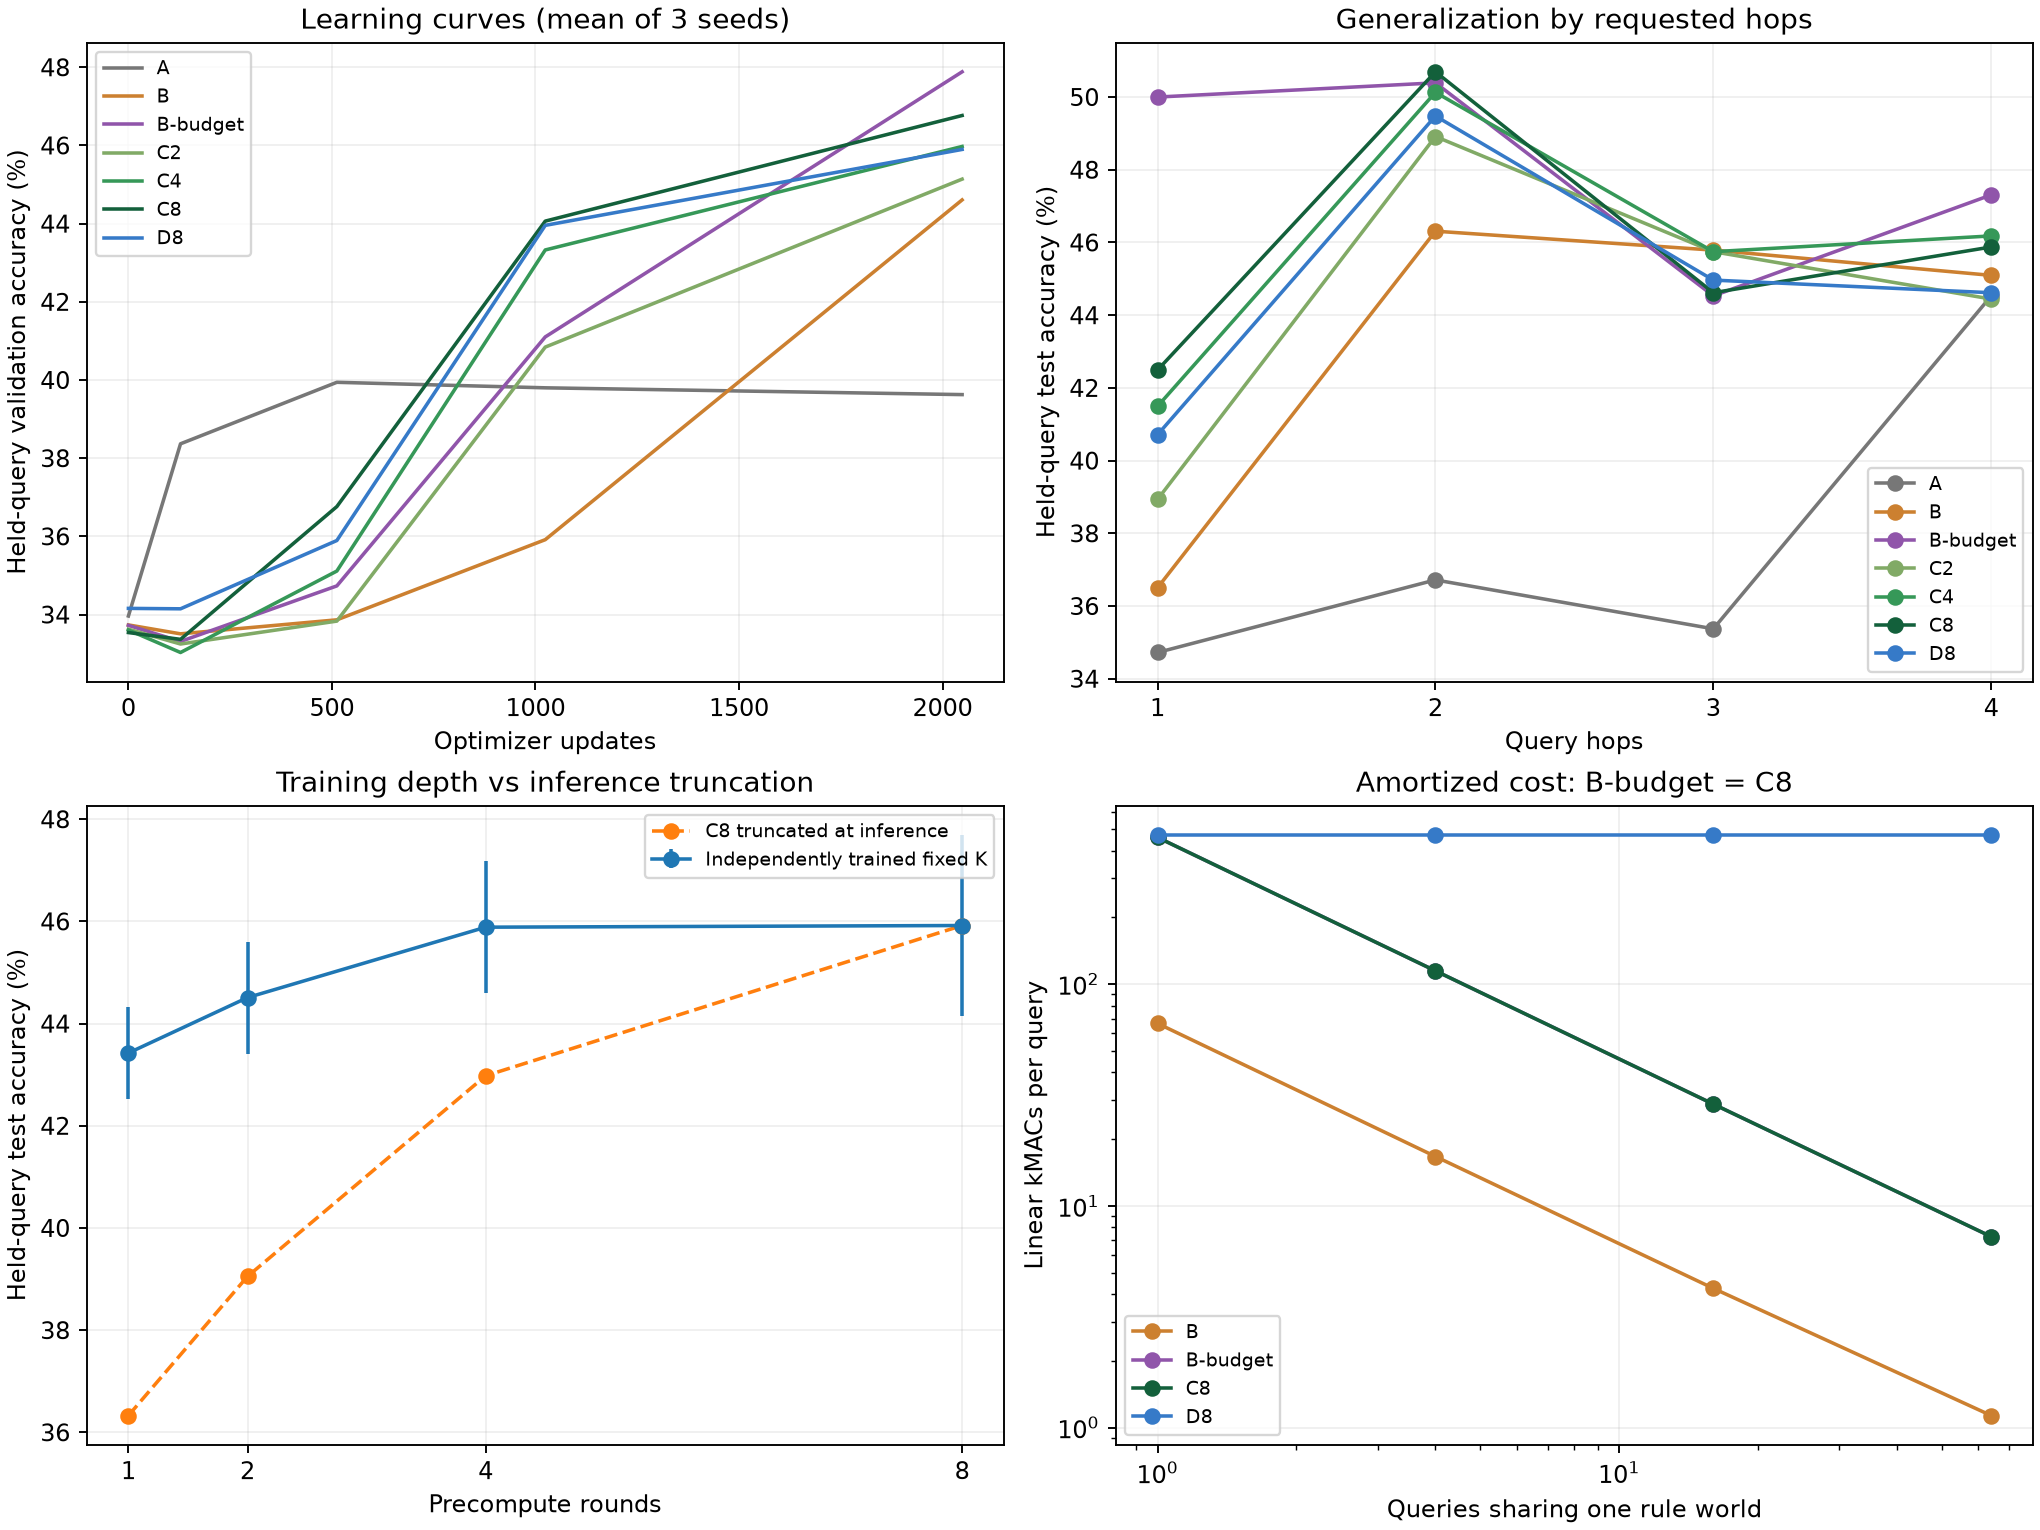 Learning curves (mean of 3 seeds)
Held-query validation accuracy (%)
48
46
44
42
40
38
36
34
A
B
B-budget
C2
C4
C8
D8
0 500 1000 1500 2000
Optimizer updates
Generalization by requested hops
Held-query test accuracy (%)
50
48
46
44
42
40
38
36
34
A
B
B-budget
C2
C4
C8
D8
1 2 3 4
Query hops
Training depth vs inference truncation
Held-query test accuracy (%)
48
46
44
42
40
38
36
C8 truncated at inference
Independently trained fixed K
1 2 4 8
Precompute rounds
Amortized cost: B-budget = C8
Linear kMACs per query
10²
10¹
10⁰
B
B-budget
C8
D8
10⁰ 10¹
Queries sharing one rule world